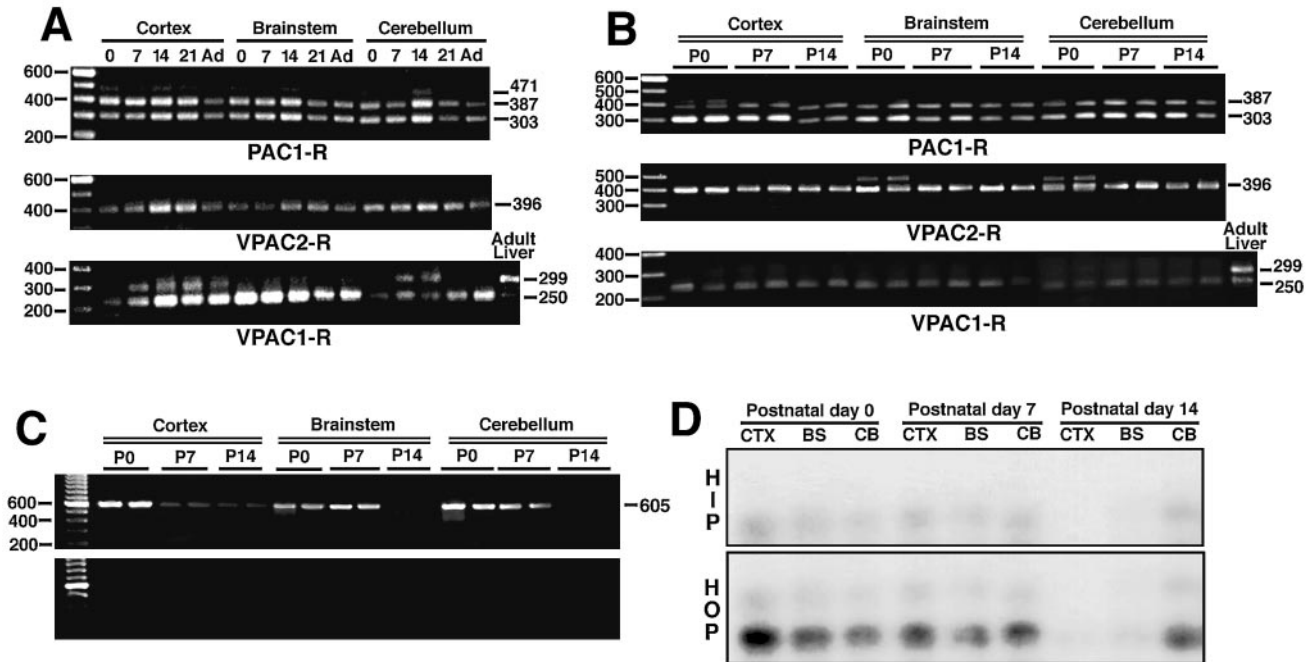 A
Cortex Brainstem Cerebellum
0 7 14 21 Ad 0 7 14 21 Ad 0 7 14 21 Ad
600
400
200
471
387
303
PAC1-R
600
400
396
VPAC2-R
Adult Liver
400
300
200
299
250
VPAC1-R
B
Cortex Brainstem Cerebellum
P0 P7 P14 P0 P7 P14 P0 P7 P14
600
500
400
300
387
303
PAC1-R
500
400
300
396
VPAC2-R
Adult
Liver
400
300
200
299
250
VPAC1-R
C
Cortex Brainstem Cerebellum
P0 P7 P14 P0 P7 P14 P0 P7 P14
600
400
200
605
D
Postnatal day 0 Postnatal day 7 Postnatal day 14
CTX BS CB CTX BS CB CTX BS CB
HIP
HOP